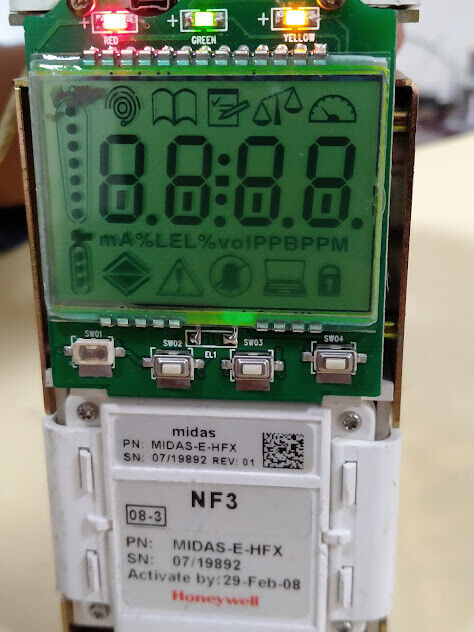 + RED + GREEN + YELLOW
8.8:8.8.
mA%LEL%volPPBPPM
SW01 SW02 EL1 SW03 SW04
midas
PN: MIDAS-E-HFX
SN: 07/19892 REV: 01
NF3
08-3
PN: MIDAS-E-HFX
SN: 07/19892
Activate by: 29-Feb-08
Honeywell